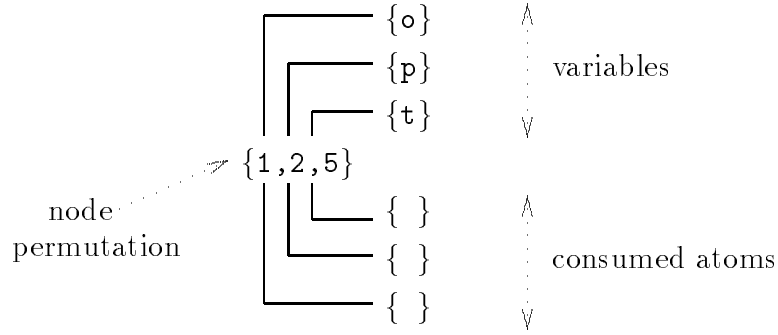 {o}
{p}
variables
{t}
{1,2,5}
node
permutation
{ }
{ }
consumed atoms
{ }